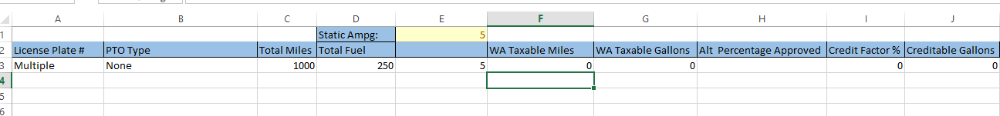 A B C D E F G H I J
1 Static Ampg: 5
2 License Plate # PTO Type Total Miles Total Fuel WA Taxable Miles WA Taxable Gallons Alt Percentage Approved Credit Factor % Creditable Gallons
3 Multiple None 1000 250 5 0 0 0 0
4
5
6